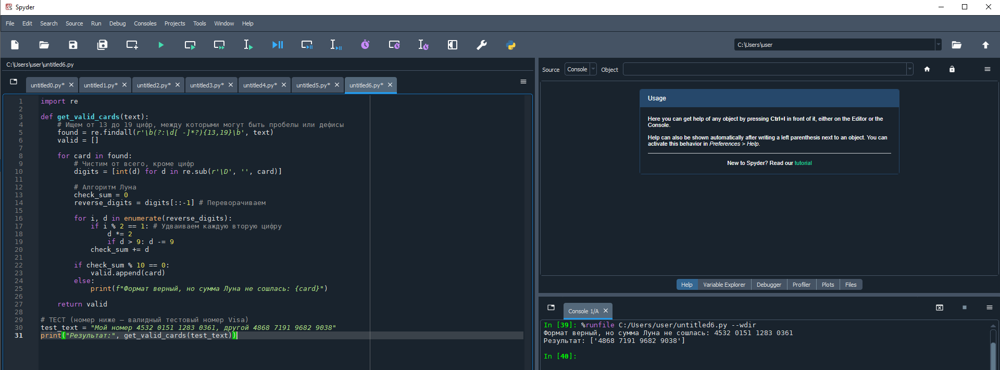 Spyder
File Edit Search Source Run Debug Consoles Projects Tools Window Help
C:\Users\user
C:\Users\user\untitled6.py
untitled0.py* untitled1.py* untitled2.py* untitled3.py* untitled4.py* untitled5.py* untitled6.py*
1 import re
2
3 def get_valid_cards(text):
4     # Ищем от 13 до 19 цифр, между которыми могут быть пробелы или дефисы
5     found = re.findall(r'\b(?:\d[ -]*?){13,19}\b', text)
6     valid = []
7
8     for card in found:
9         # Чистим от всего, кроме цифр
10         digits = [int(d) for d in re.sub(r'\D', '', card)]
11
12         # Алгоритм Луна
13         check_sum = 0
14         reverse_digits = digits[::-1] # Переворачиваем
15
16         for i, d in enumerate(reverse_digits):
17             if i % 2 == 1: # Удваиваем каждую вторую цифру
18                 d *= 2
19                 if d > 9: d -= 9
20             check_sum += d
21
22         if check_sum % 10 == 0:
23             valid.append(card)
24         else:
25             print(f"Формат верный, но сумма Луна не сошлась: {card}")
26
27     return valid
28
29 # ТЕСТ (номер ниже — валидный тестовый номер Visa)
30 test_text = "Мой номер 4532 0151 1283 0361, другой 4868 7191 9682 9038"
31 print("Результат:", get_valid_cards(test_text))
Source Console Object
Usage
Here you can get help of any object by pressing Ctrl+I in front of it, either on the Editor or the
Console.
Help can also be shown automatically after writing a left parenthesis next to an object. You can
activate this behavior in Preferences > Help.
New to Spyder? Read our tutorial
Help Variable Explorer Debugger Profiler Plots Files
Console 1/A
In [39]: %runfile C:/Users/user/untitled6.py --wdir
Формат верный, но сумма Луна не сошлась: 4532 0151 1283 0361
Результат: ['4868 7191 9682 9038']
In [40]: